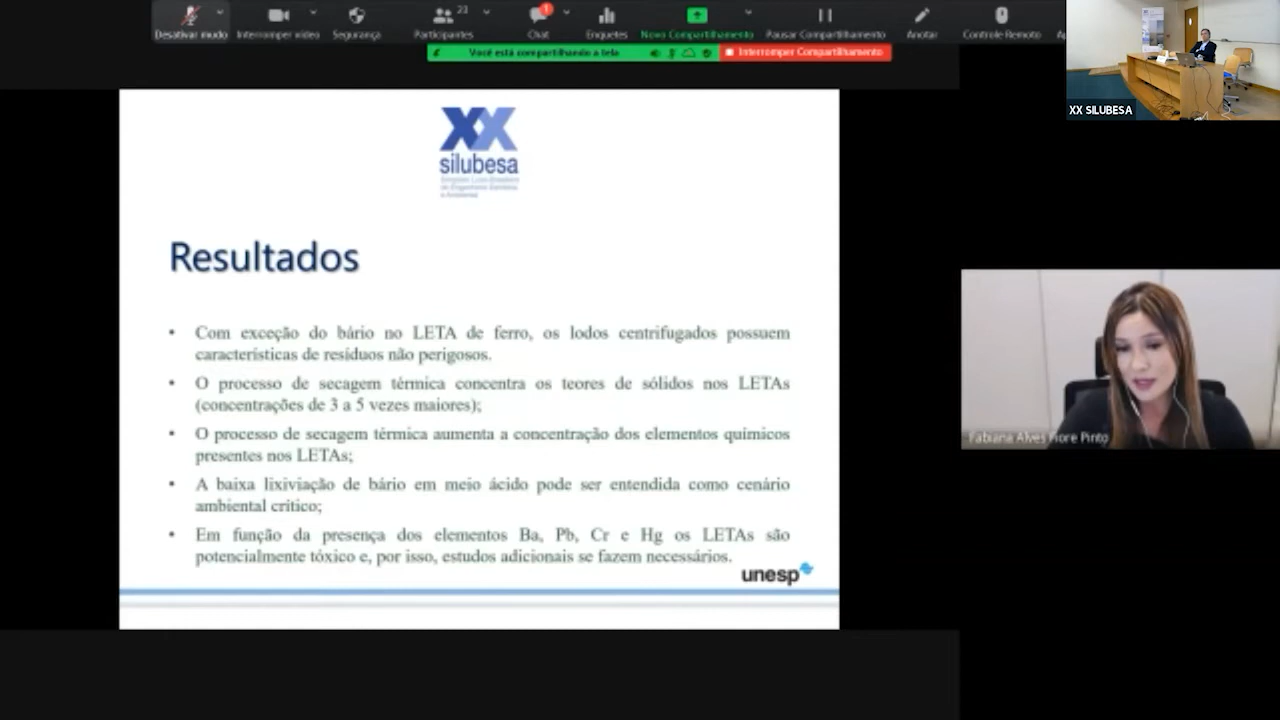 Desativar mudo
Interromper vídeo
Segurança
Participantes
23
Chat
1
Enquetes
Novo Compartilhamento
Pausar Compartilhamento
Anotar
Controle Remoto
Você está compartilhando a tela
Interromper Compartilhamento
XX SILUBESA
XX
silubesa
Resultados
• Com exceção do bário no LETA de ferro, os lodos centrifugados possuem
características de resíduos não perigosos.
• O processo de secagem térmica concentra os teores de sólidos nos LETAs
(concentrações de 3 a 5 vezes maiores);
• O processo de secagem térmica aumenta a concentração dos elementos químicos
presentes nos LETAs;
• A baixa lixiviação de bário em meio ácido pode ser entendida como cenário
ambiental crítico;
• Em função da presença dos elementos Ba, Pb, Cr e Hg os LETAs são
potencialmente tóxico e, por isso, estudos adicionais se fazem necessários.
unesp
Fabiana Alves Fiore Pinto